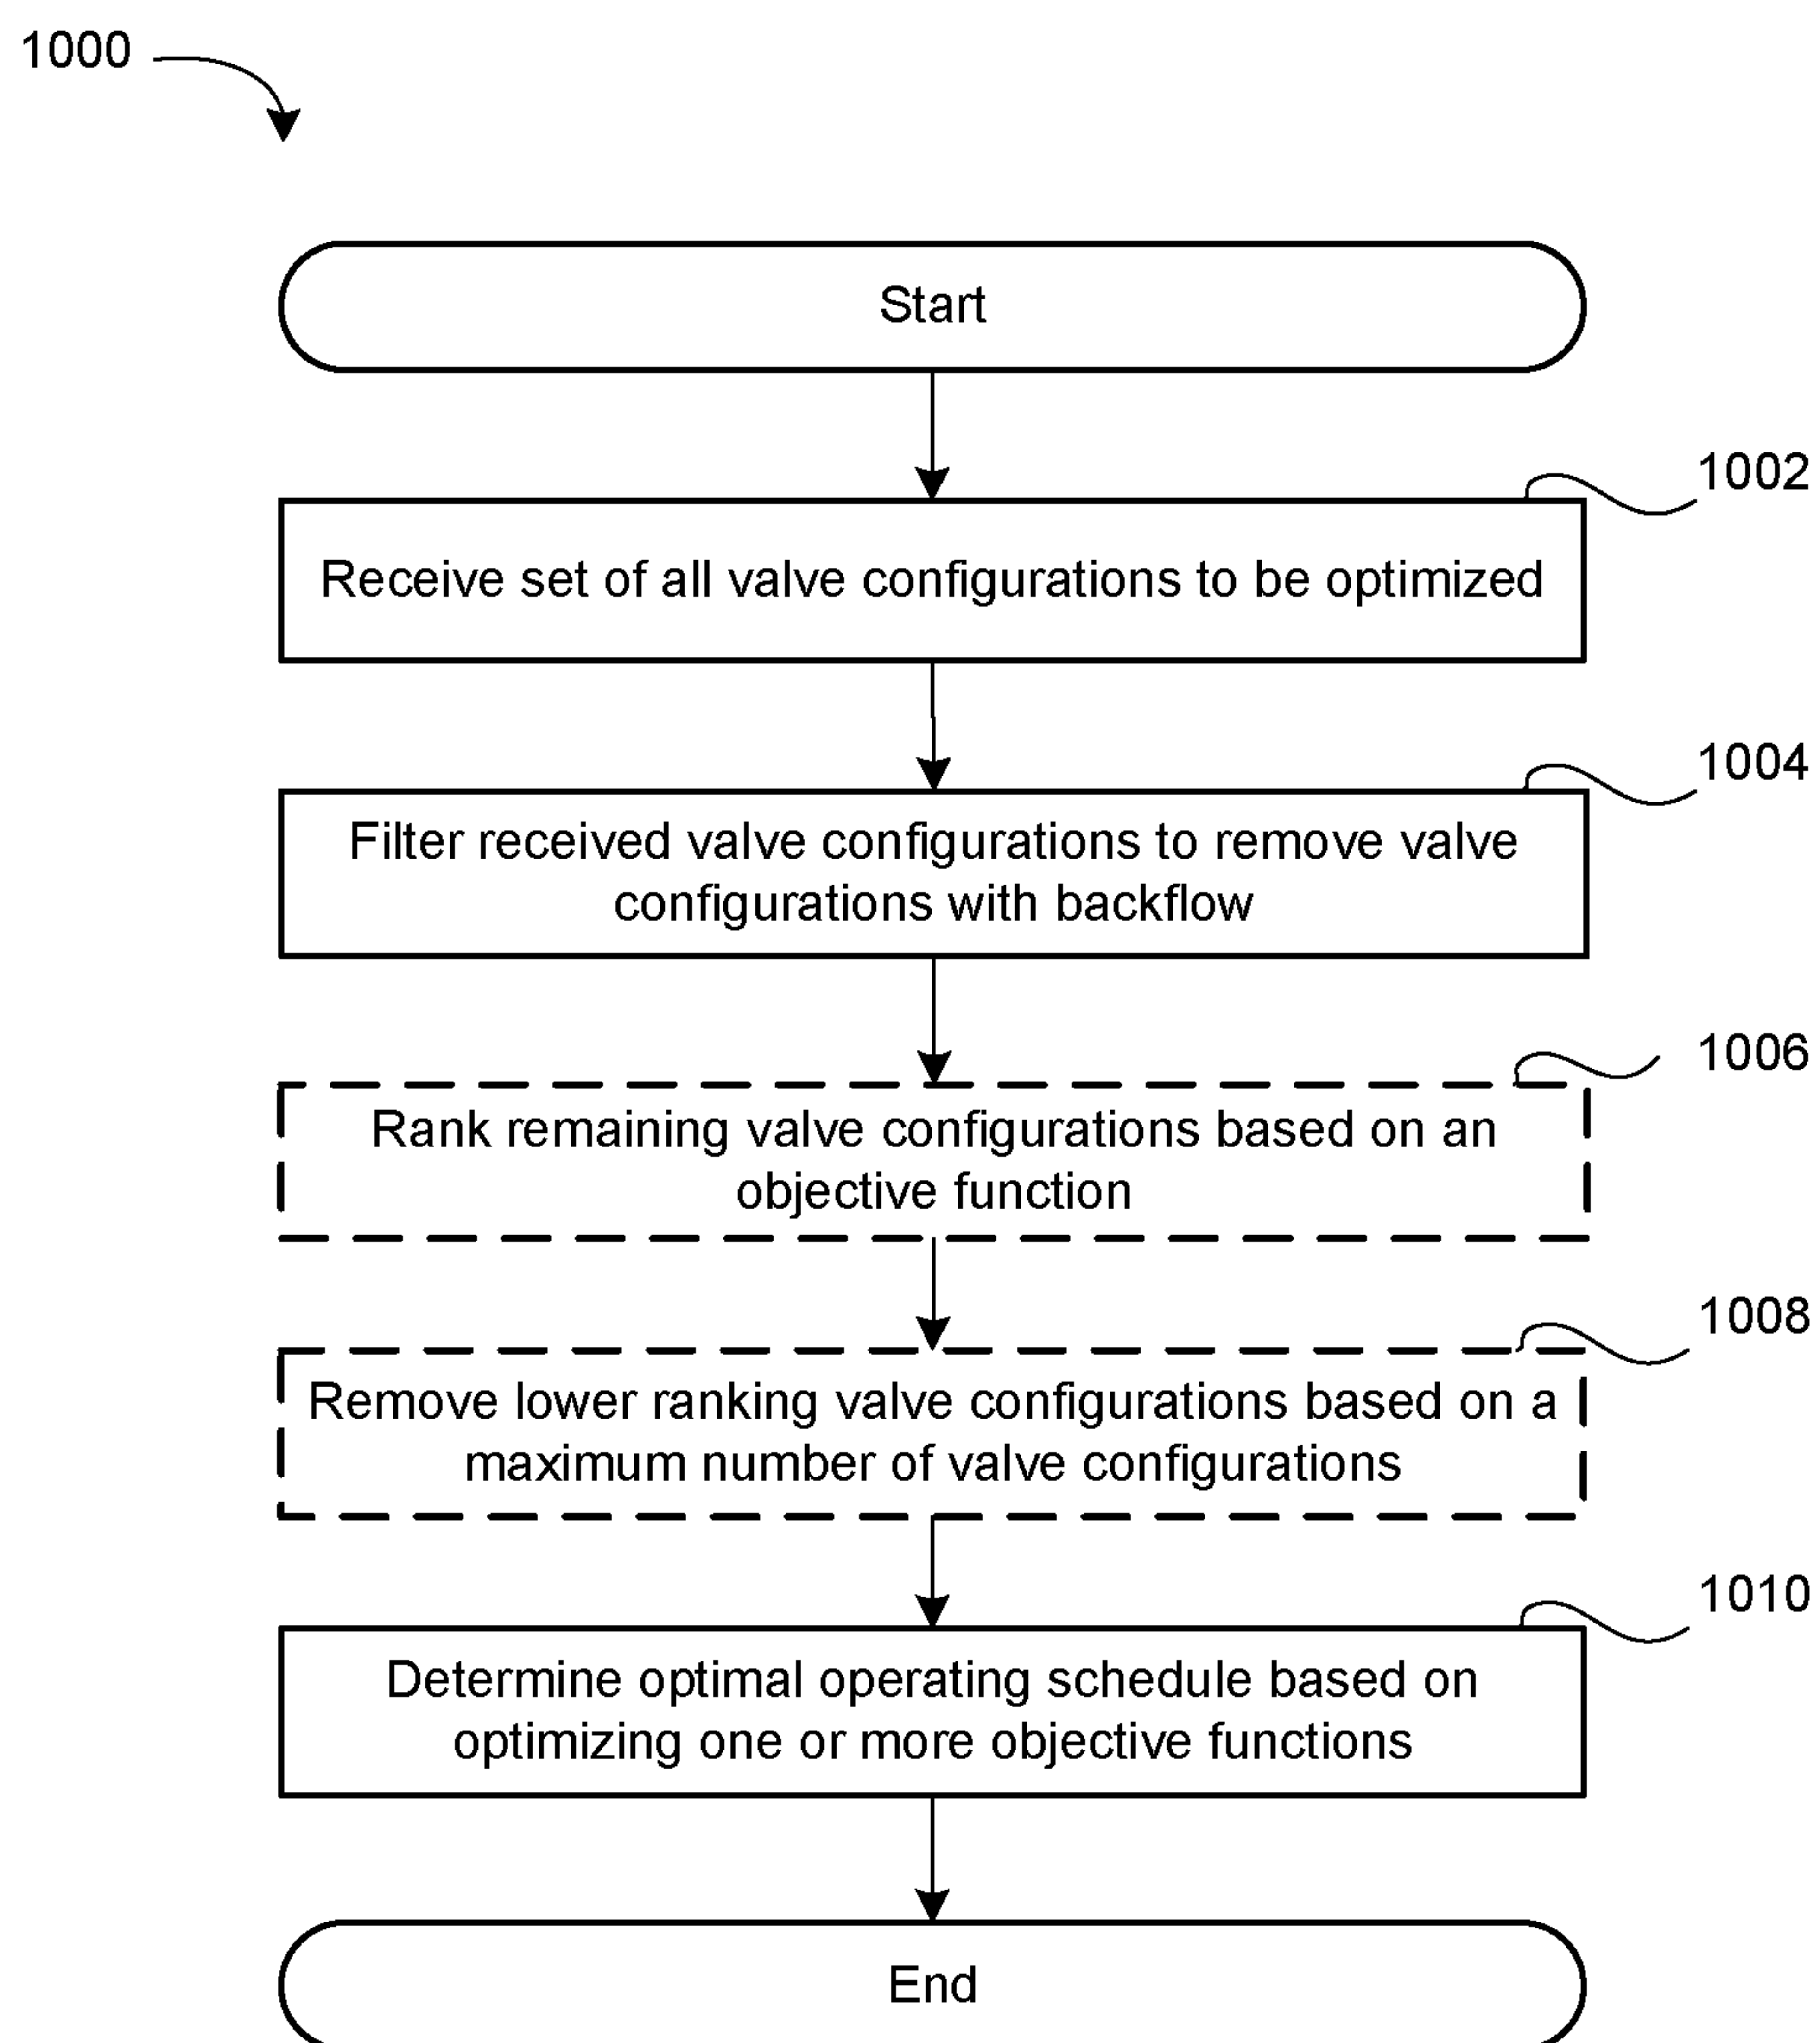 1000
Start
1002
Receive set of all valve configurations to be optimized
1004
Filter received valve configurations to remove valve
configurations with backflow
1006
Rank remaining valve configurations based on an
objective function
1008
Remove lower ranking valve configurations based on a
maximum number of valve configurations
1010
Determine optimal operating schedule based on
optimizing one or more objective functions
End